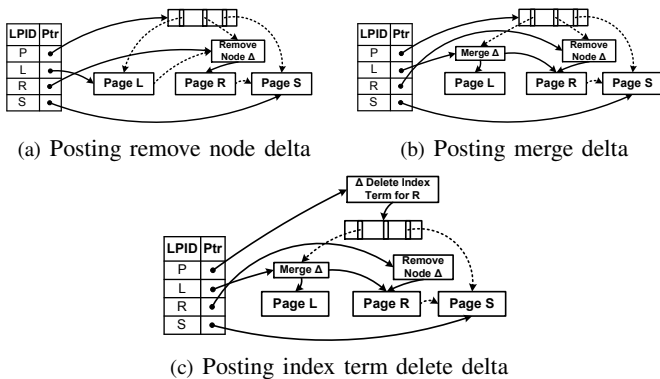 LPID Ptr
P
L
R
S
Remove
Node Δ
Page L
Page R
Page S
(a) Posting remove node delta
LPID Ptr
P
L
R
S
Merge Δ
Remove
Node Δ
Page L
Page R
Page S
(b) Posting merge delta
Δ Delete Index
Term for R
LPID Ptr
P
L
R
S
Merge Δ
Remove
Node Δ
Page L
Page R
Page S
(c) Posting index term delete delta